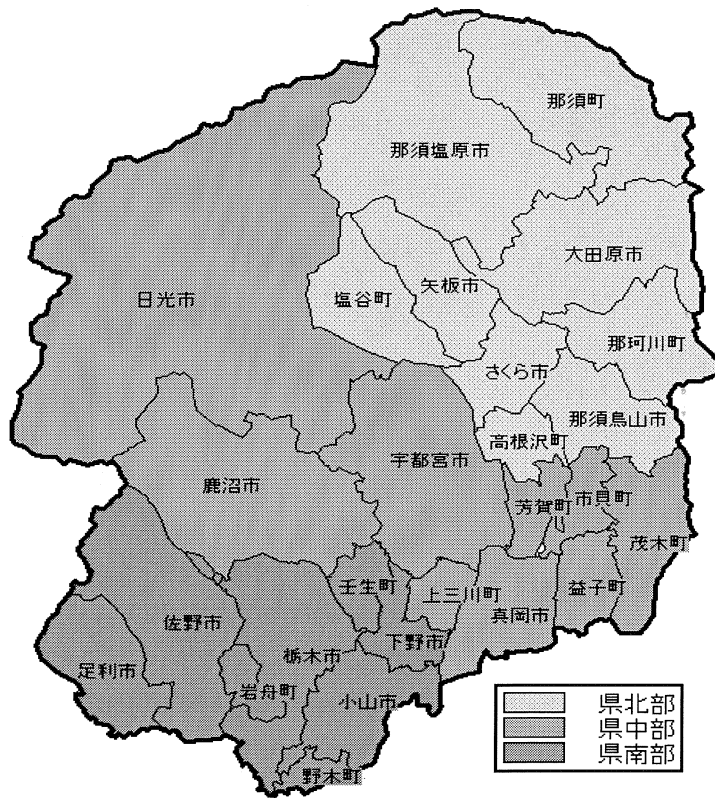 那須町
那須塩原市
大田原市
矢板市
塩谷町
日光市
那珂川町
さくら市
那須烏山市
高根沢町
宇都宮市
鹿沼市
芳賀町
市貝町
茂木町
壬生町
上三川町
益子町
真岡市
佐野市
下野市
栃木市
足利市
岩舟町
小山市
野木町
県北部
県中部
県南部